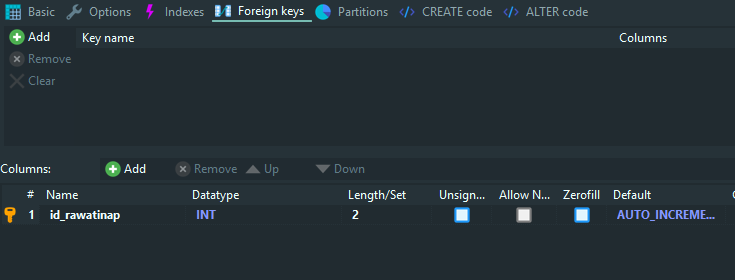 Basic Options Indexes Foreign keys Partitions CREATE code ALTER code
Add Key name Columns
Remove
Clear
Columns: Add Remove Up Down
# Name Datatype Length/Set Unsign... Allow N... Zerofill Default
1 id_rawatinap INT 2 AUTO_INCREME...